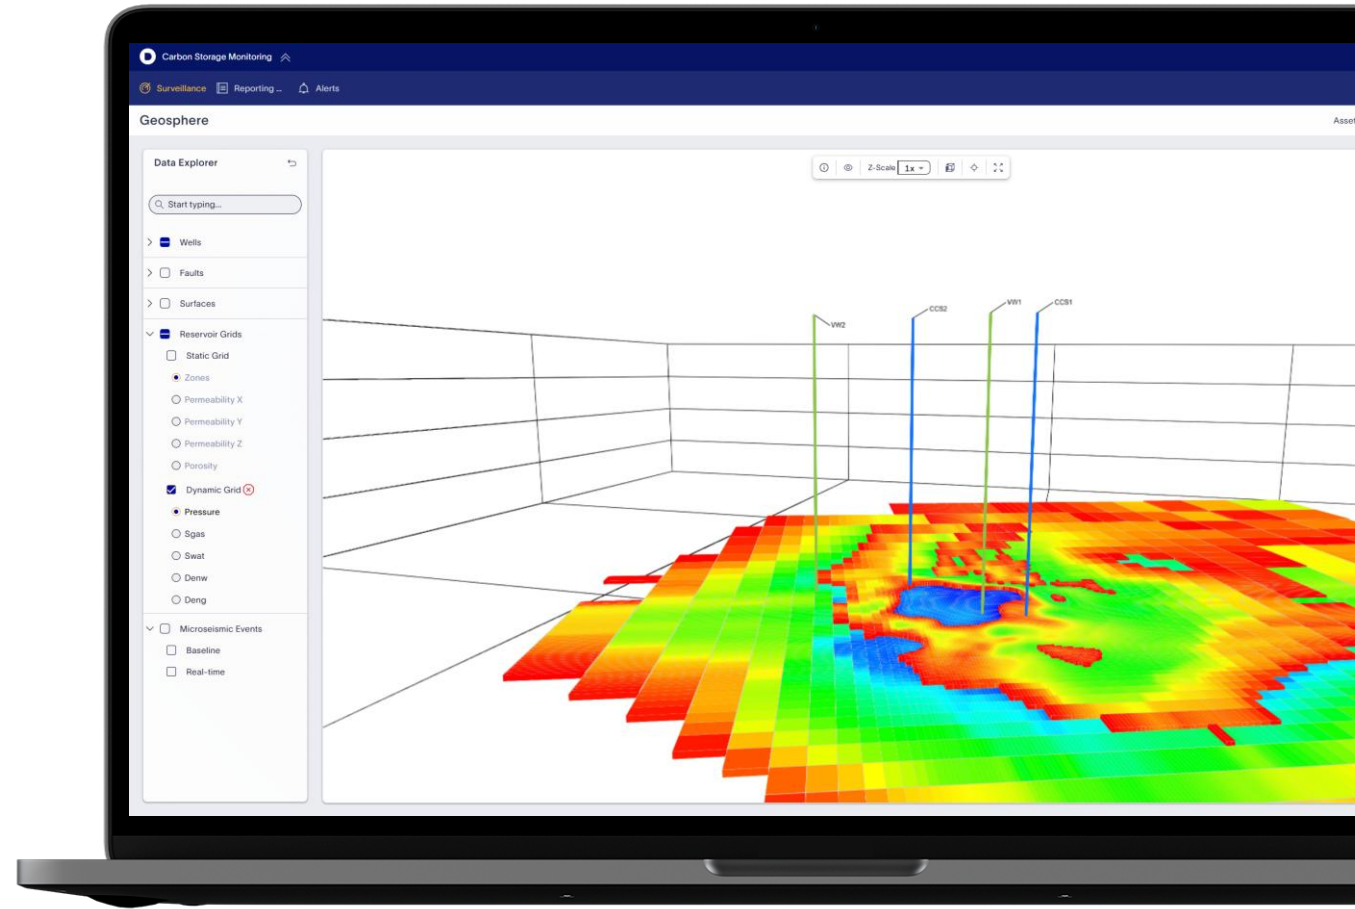 Carbon Storage Monitoring
Surveillance Reporting ... Alerts
Geosphere
Asset
Data Explorer
Start typing...
Z-Scale 1x
Wells
Faults
Surfaces
Reservoir Grids
Static Grid
Zones
Permeability X
Permeability Y
Permeability Z
Porosity
Dynamic Grid
Pressure
Sgas
Swat
Denw
Deng
Microseismic Events
Baseline
Real-time
VW2
CCS2
VW1
CCS1